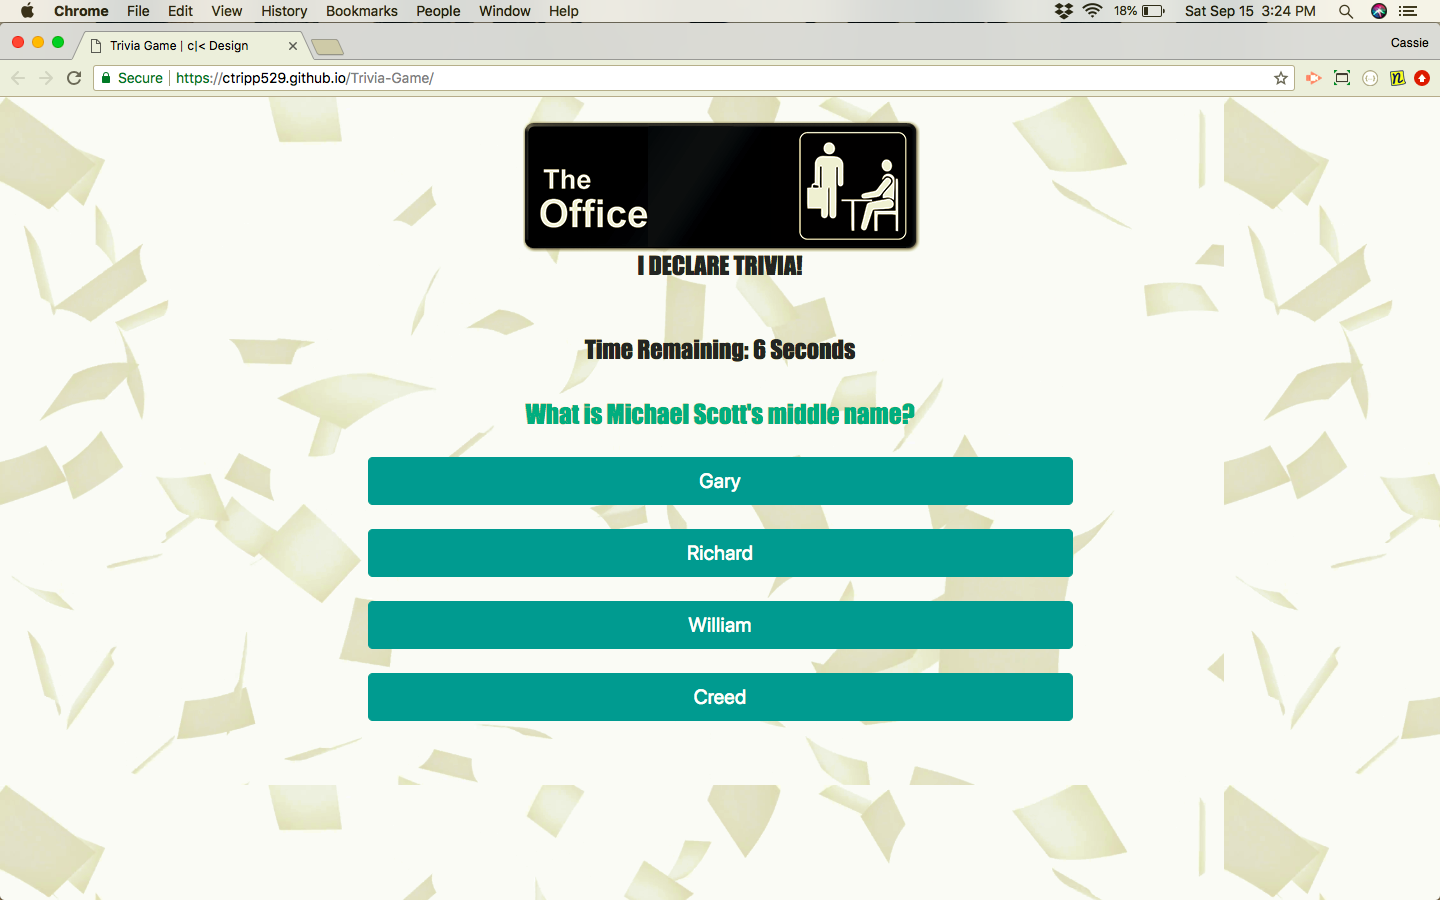 Chrome File Edit View History Bookmarks People Window Help 18% Sat Sep 15 3:24 PM
Trivia Game | c|< Design Cassie
Secure https://ctripp529.github.io/Trivia-Game/
The
Office
I DECLARE TRIVIA!
Time Remaining: 6 Seconds
What is Michael Scott's middle name?
Gary
Richard
William
Creed